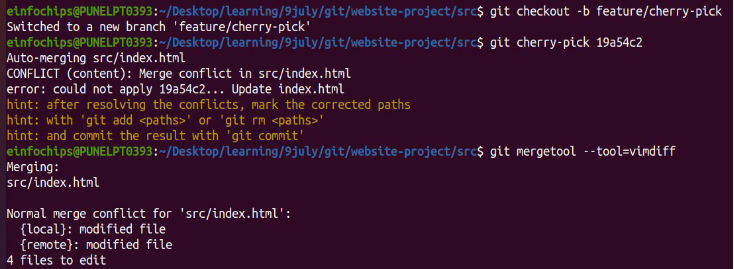 einfochips@PUNELPT0393:~/Desktop/learning/9july/git/website-project/src$ git checkout -b feature/cherry-pick
Switched to a new branch 'feature/cherry-pick'
einfochips@PUNELPT0393:~/Desktop/learning/9july/git/website-project/src$ git cherry-pick 19a54c2
Auto-merging src/index.html
CONFLICT (content): Merge conflict in src/index.html
error: could not apply 19a54c2... Update index.html
hint: after resolving the conflicts, mark the corrected paths
hint: with 'git add <paths>' or 'git rm <paths>'
hint: and commit the result with 'git commit'
einfochips@PUNELPT0393:~/Desktop/learning/9july/git/website-project/src$ git mergetool --tool=vimdiff
Merging:
src/index.html

Normal merge conflict for 'src/index.html':
  {local}: modified file
  {remote}: modified file
4 files to edit